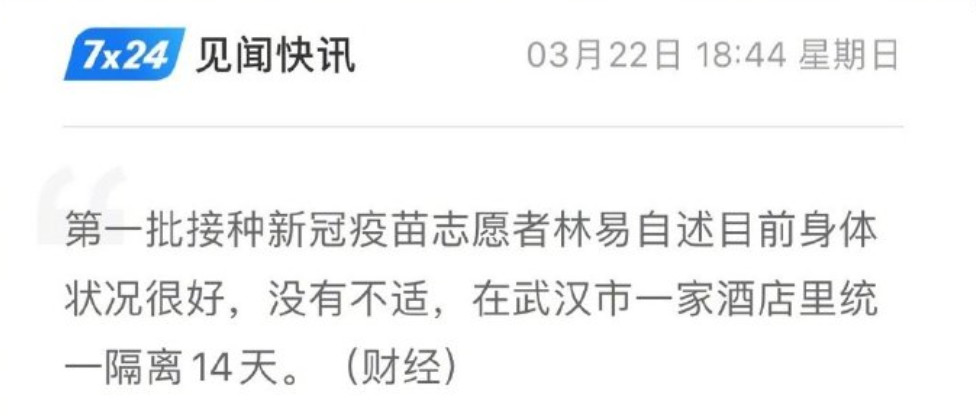 7x24 见闻快讯 03月22日 18:44 星期日
第一批接种新冠疫苗志愿者林易自述目前身体
状况很好，没有不适，在武汉市一家酒店里统
一隔离14天。（财经）